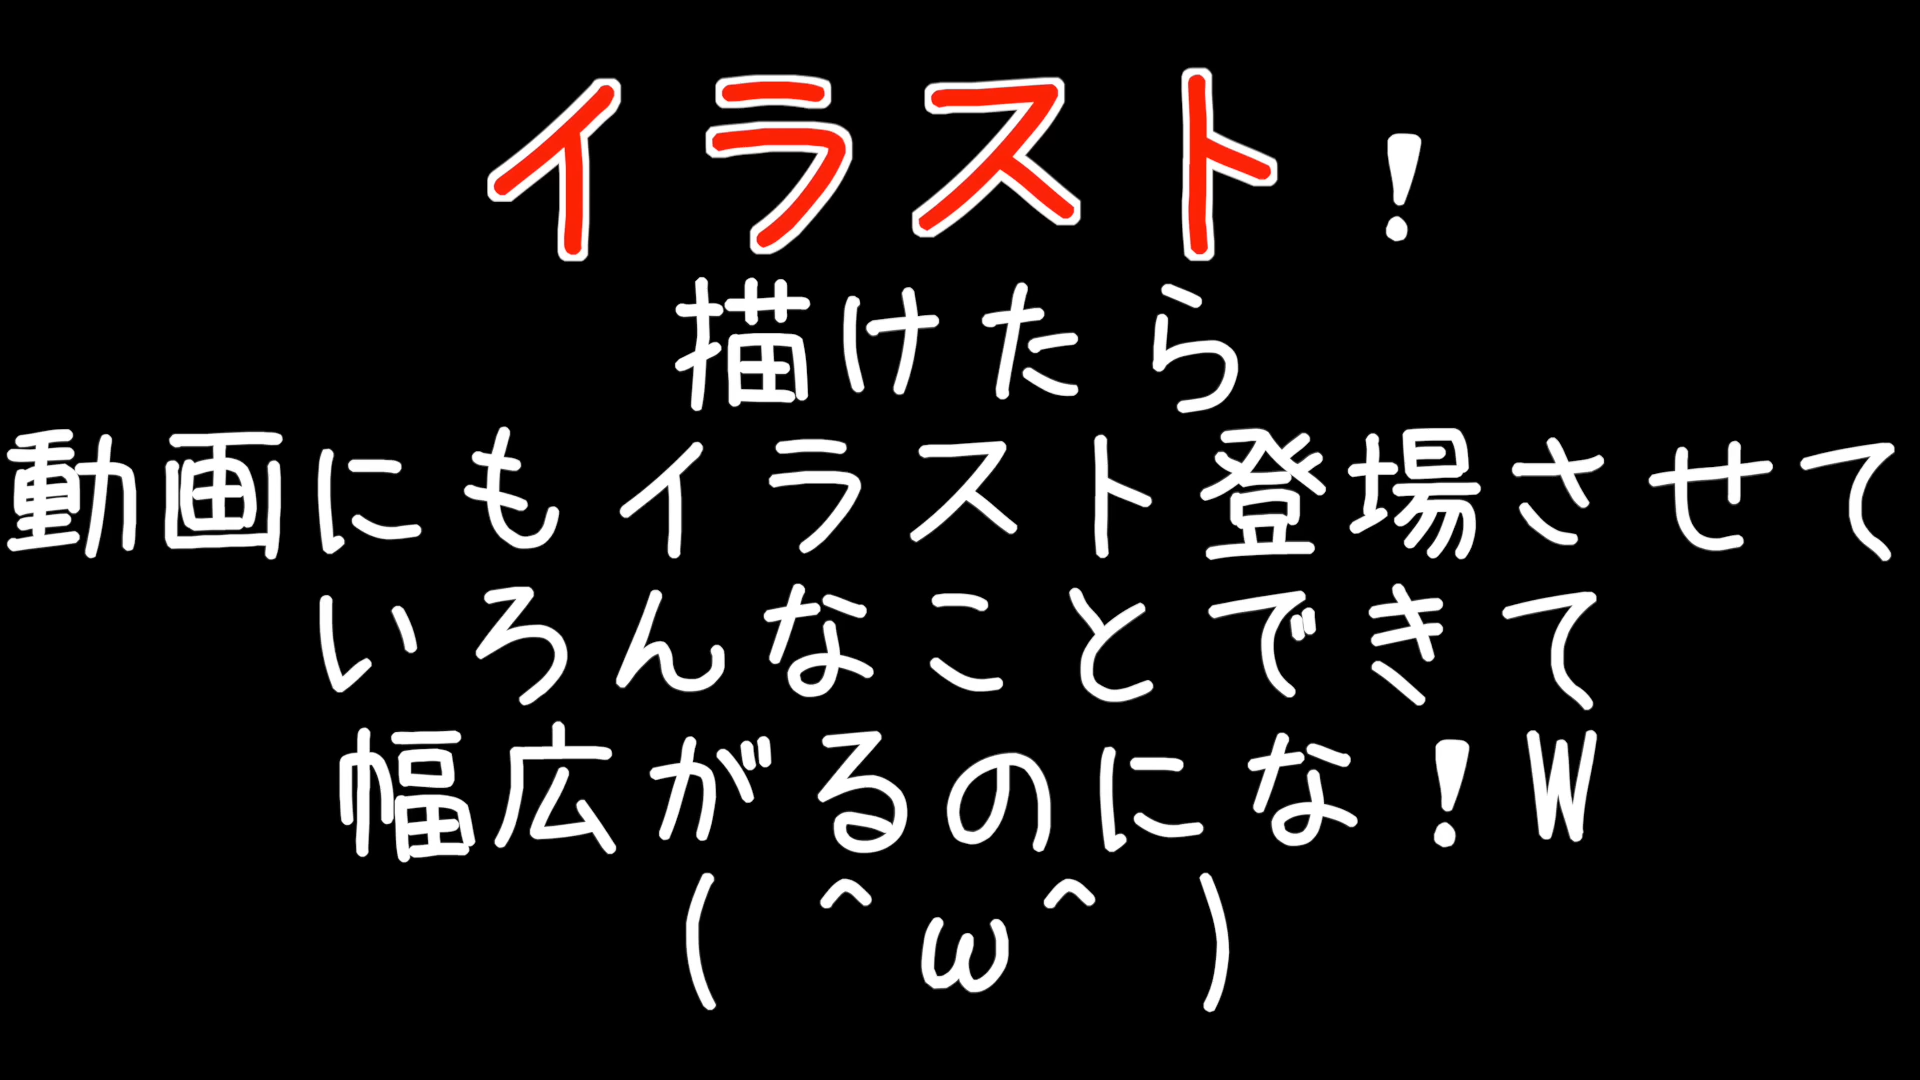 イラスト！
描けたら
動画にもイラスト登場させて
いろんなことできて
幅広がるのにな！W
(＾ω＾)